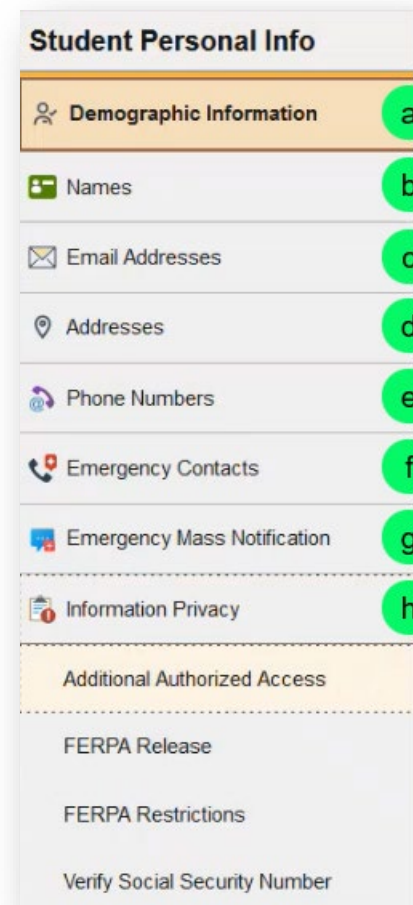 Student Personal Info
Demographic Information a
Names b
Email Addresses c
Addresses d
Phone Numbers e
Emergency Contacts f
Emergency Mass Notification g
Information Privacy h
Additional Authorized Access
FERPA Release
FERPA Restrictions
Verify Social Security Number